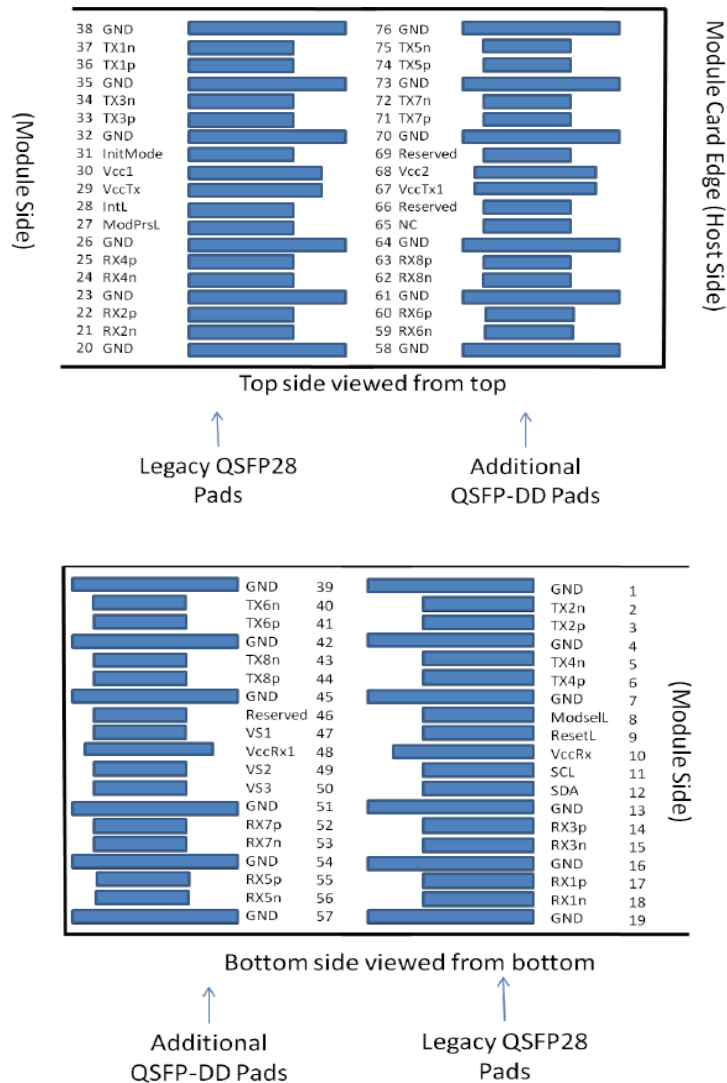 38 GND 76 GND
37 TX1n 75 TX5n
36 TX1p 74 TX5p
35 GND 73 GND
34 TX3n 72 TX7n
33 TX3p 71 TX7p
32 GND 70 GND
31 InitMode 69 Reserved
30 Vcc1 68 Vcc2
29 VccTx 67 VccTx1
28 IntL 66 Reserved
27 ModPrsL 65 NC
26 GND 64 GND
25 RX4p 63 RX8p
24 RX4n 62 RX8n
23 GND 61 GND
22 RX2p 60 RX6p
21 RX2n 59 RX6n
20 GND 58 GND
(Module Side)
Module Card Edge (Host Side)
Top side viewed from top
Legacy QSFP28
Pads
Additional
QSFP-DD Pads
GND 39 GND 1
TX6n 40 TX2n 2
TX6p 41 TX2p 3
GND 42 GND 4
TX8n 43 TX4n 5
TX8p 44 TX4p 6
GND 45 GND 7
Reserved 46 ModselL 8
VS1 47 ResetL 9
VccRx1 48 VccRx 10
VS2 49 SCL 11
VS3 50 SDA 12
GND 51 GND 13
RX7p 52 RX3p 14
RX7n 53 RX3n 15
GND 54 GND 16
RX5p 55 RX1p 17
RX5n 56 RX1n 18
GND 57 GND 19
(Module Side)
Bottom side viewed from bottom
Additional
QSFP-DD Pads
Legacy QSFP28
Pads